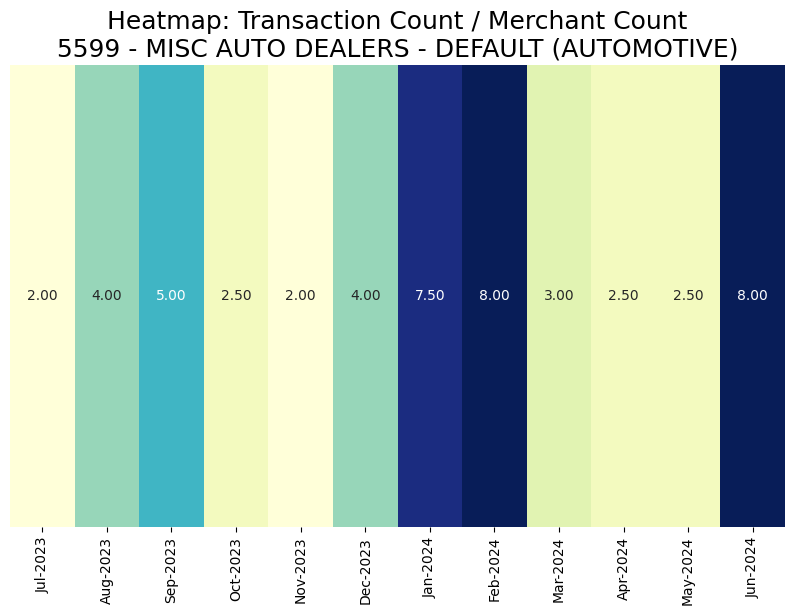 Heatmap: Transaction Count / Merchant Count
5599 - MISC AUTO DEALERS - DEFAULT (AUTOMOTIVE)
2.00 4.00 5.00 2.50 2.00 4.00 7.50 8.00 3.00 2.50 2.50 8.00
Jul-2023 Aug-2023 Sep-2023 Oct-2023 Nov-2023 Dec-2023 Jan-2024 Feb-2024 Mar-2024 Apr-2024 May-2024 Jun-2024